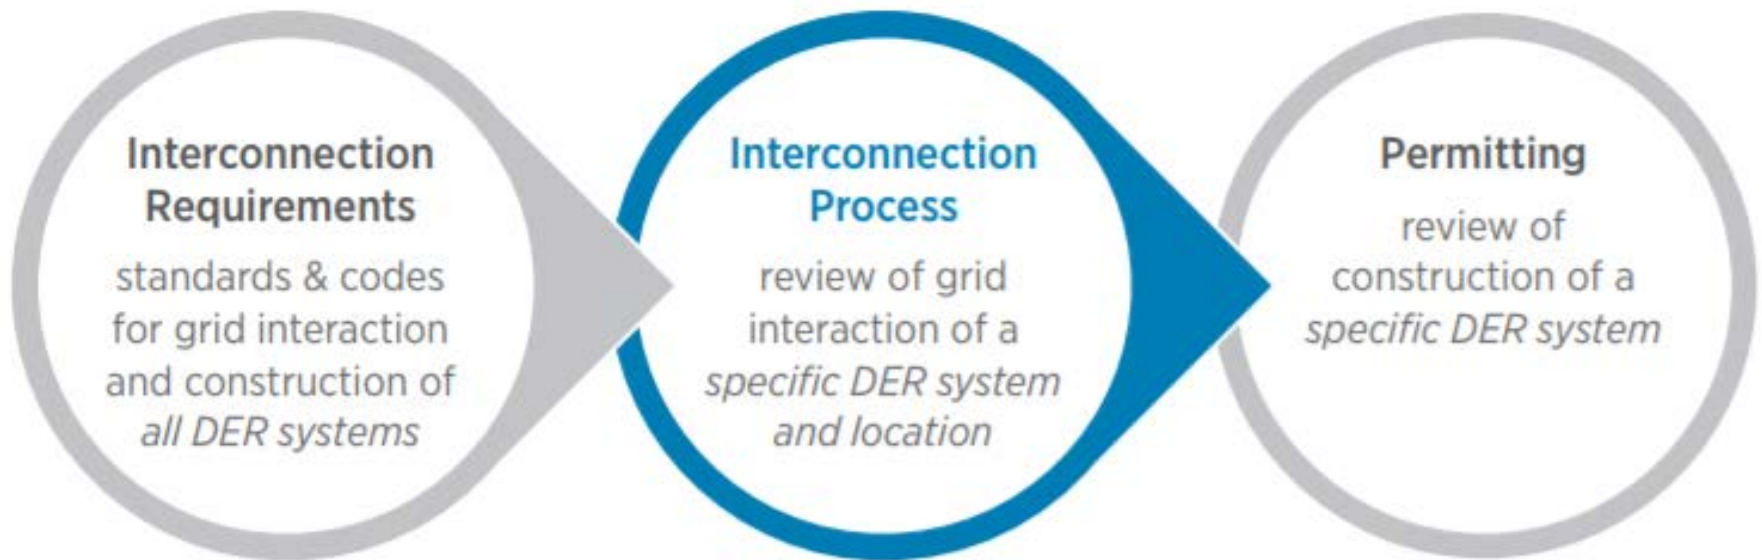 Interconnection
Requirements
standards & codes
for grid interaction
and construction of
all DER systems
Interconnection
Process
review of grid
interaction of a
specific DER system
and location
Permitting
review of
construction of a
specific DER system